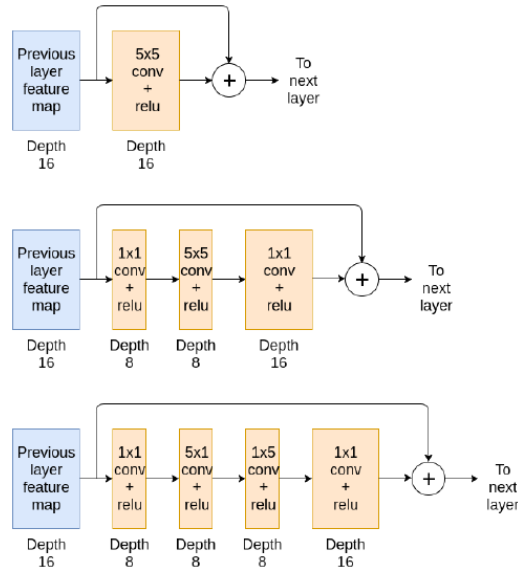 Previous
layer
feature
map
5x5
conv
+
relu
+
To
next
layer
Depth
16
Depth
16
Previous
layer
feature
map
1x1
conv
+
relu
5x5
conv
+
relu
1x1
conv
+
relu
+
To
next
layer
Depth
16
Depth
8
Depth
8
Depth
16
Previous
layer
feature
map
1x1
conv
+
relu
5x1
conv
+
relu
1x5
conv
+
relu
1x1
conv
+
relu
+
To
next
layer
Depth
16
Depth
8
Depth
8
Depth
8
Depth
16